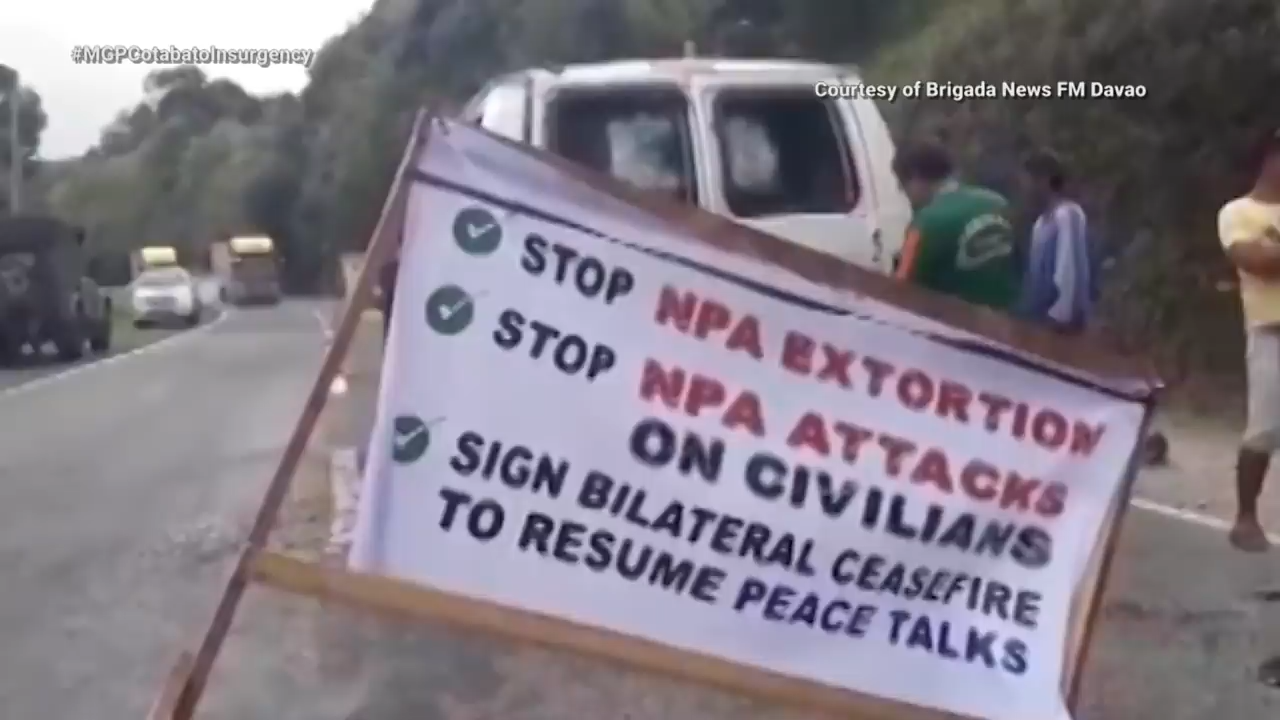 #MGPCotabatoInsurgency
Courtesy of Brigada News FM Davao
STOP NPA EXTORTION
STOP NPA ATTACKS
ON CIVILIANS
SIGN BILATERAL CEASEFIRE
TO RESUME PEACE TALKS